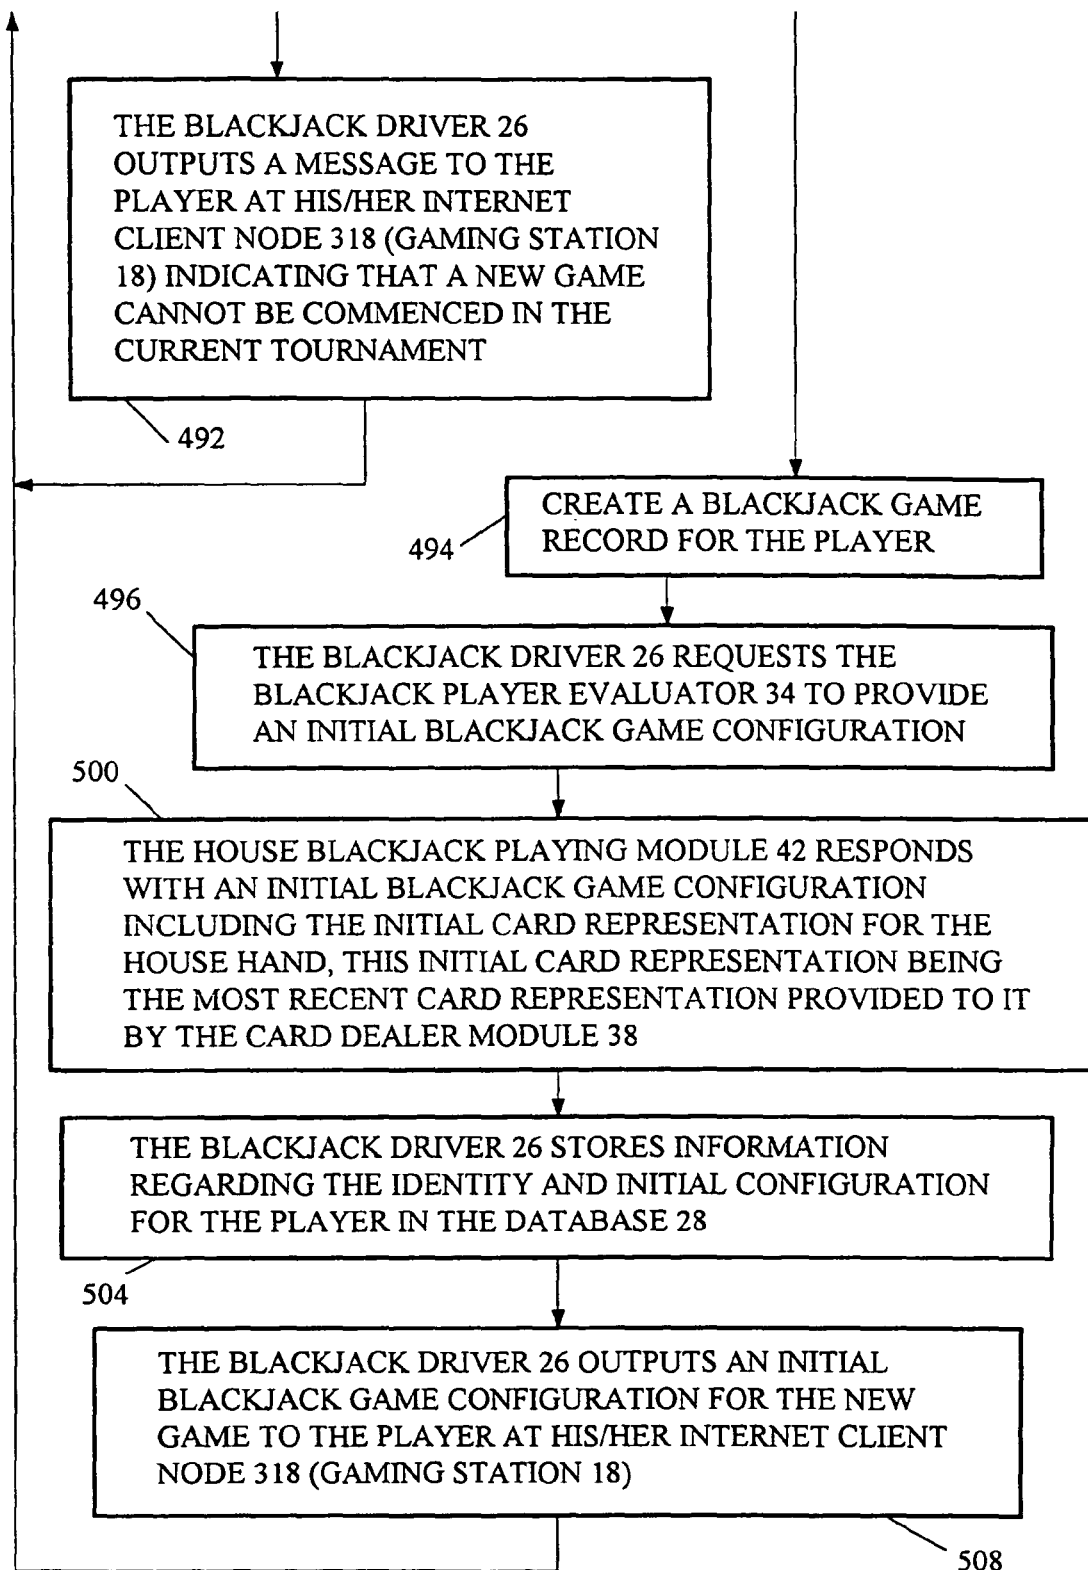 THE BLACKJACK DRIVER 26
OUTPUTS A MESSAGE TO THE
PLAYER AT HIS/HER INTERNET
CLIENT NODE 318 (GAMING STATION
18) INDICATING THAT A NEW GAME
CANNOT BE COMMENCED IN THE
CURRENT TOURNAMENT
492
CREATE A BLACKJACK GAME
RECORD FOR THE PLAYER
494
496
THE BLACKJACK DRIVER 26 REQUESTS THE
BLACKJACK PLAYER EVALUATOR 34 TO PROVIDE
AN INITIAL BLACKJACK GAME CONFIGURATION
500
THE HOUSE BLACKJACK PLAYING MODULE 42 RESPONDS
WITH AN INITIAL BLACKJACK GAME CONFIGURATION
INCLUDING THE INITIAL CARD REPRESENTATION FOR THE
HOUSE HAND, THIS INITIAL CARD REPRESENTATION BEING
THE MOST RECENT CARD REPRESENTATION PROVIDED TO IT
BY THE CARD DEALER MODULE 38
THE BLACKJACK DRIVER 26 STORES INFORMATION
REGARDING THE IDENTITY AND INITIAL CONFIGURATION
FOR THE PLAYER IN THE DATABASE 28
504
THE BLACKJACK DRIVER 26 OUTPUTS AN INITIAL
BLACKJACK GAME CONFIGURATION FOR THE NEW
GAME TO THE PLAYER AT HIS/HER INTERNET CLIENT
NODE 318 (GAMING STATION 18)
508